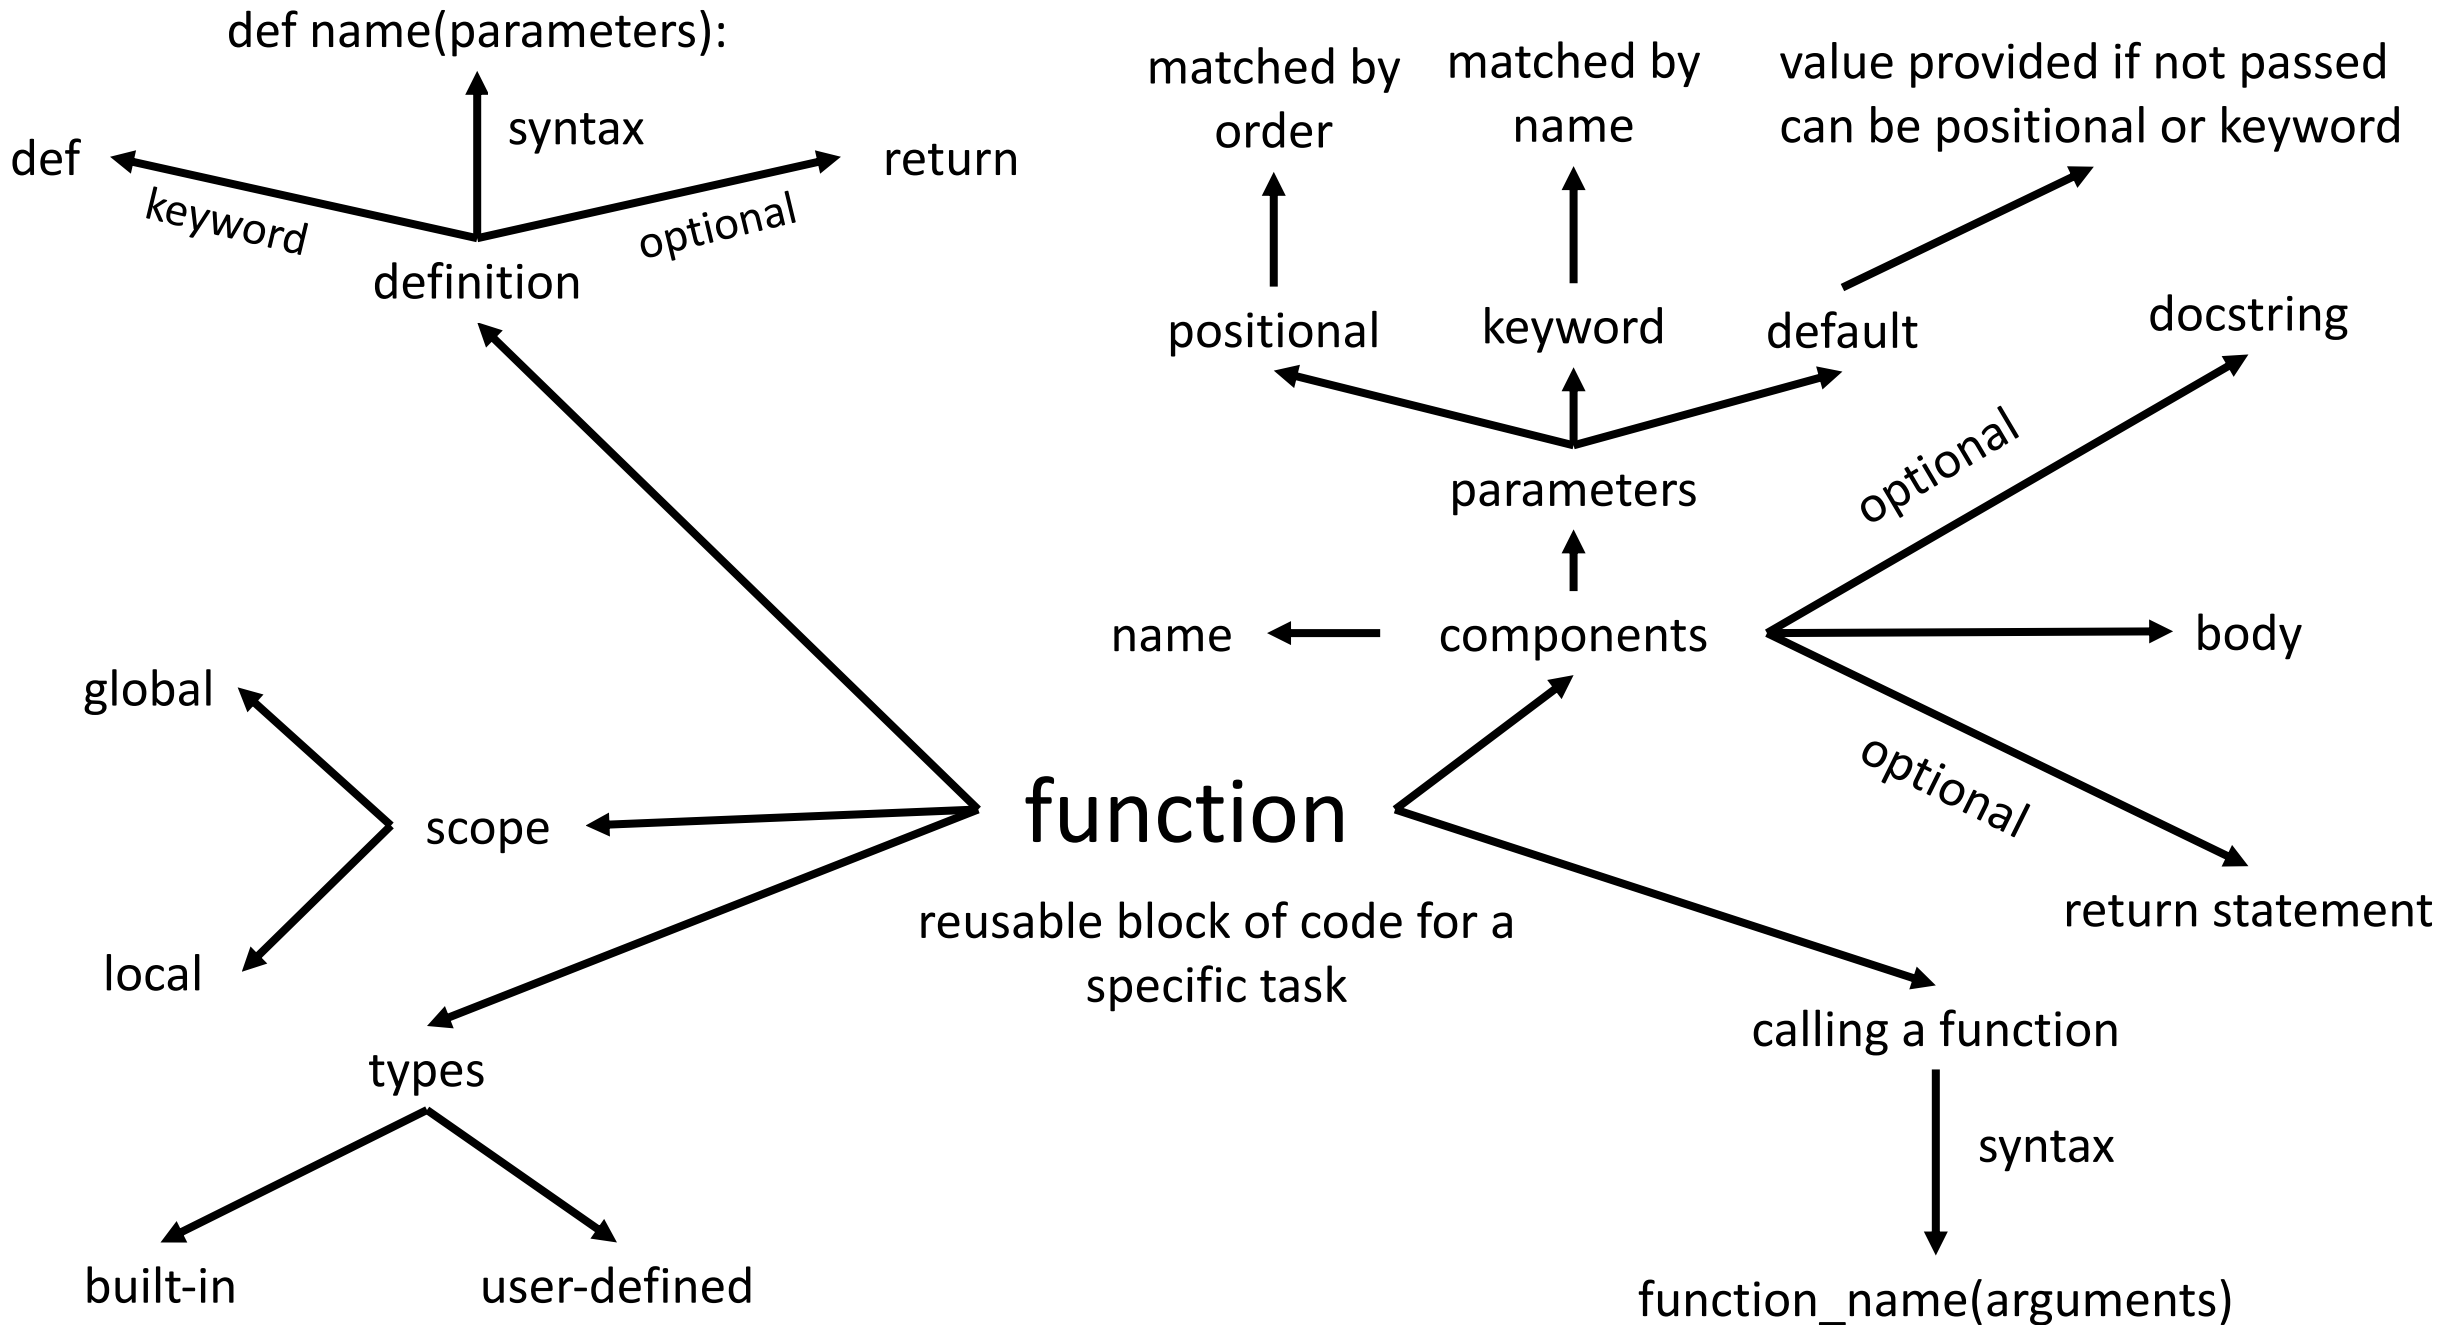 def name(parameters):
syntax
def
keyword
return
optional
definition
matched by
order
matched by
name
value provided if not passed
can be positional or keyword
positional
keyword
default
docstring
parameters
optional
name
components
body
optional
return statement
global
scope
local
function
reusable block of code for a
specific task
types
built-in
user-defined
calling a function
syntax
function_name(arguments)